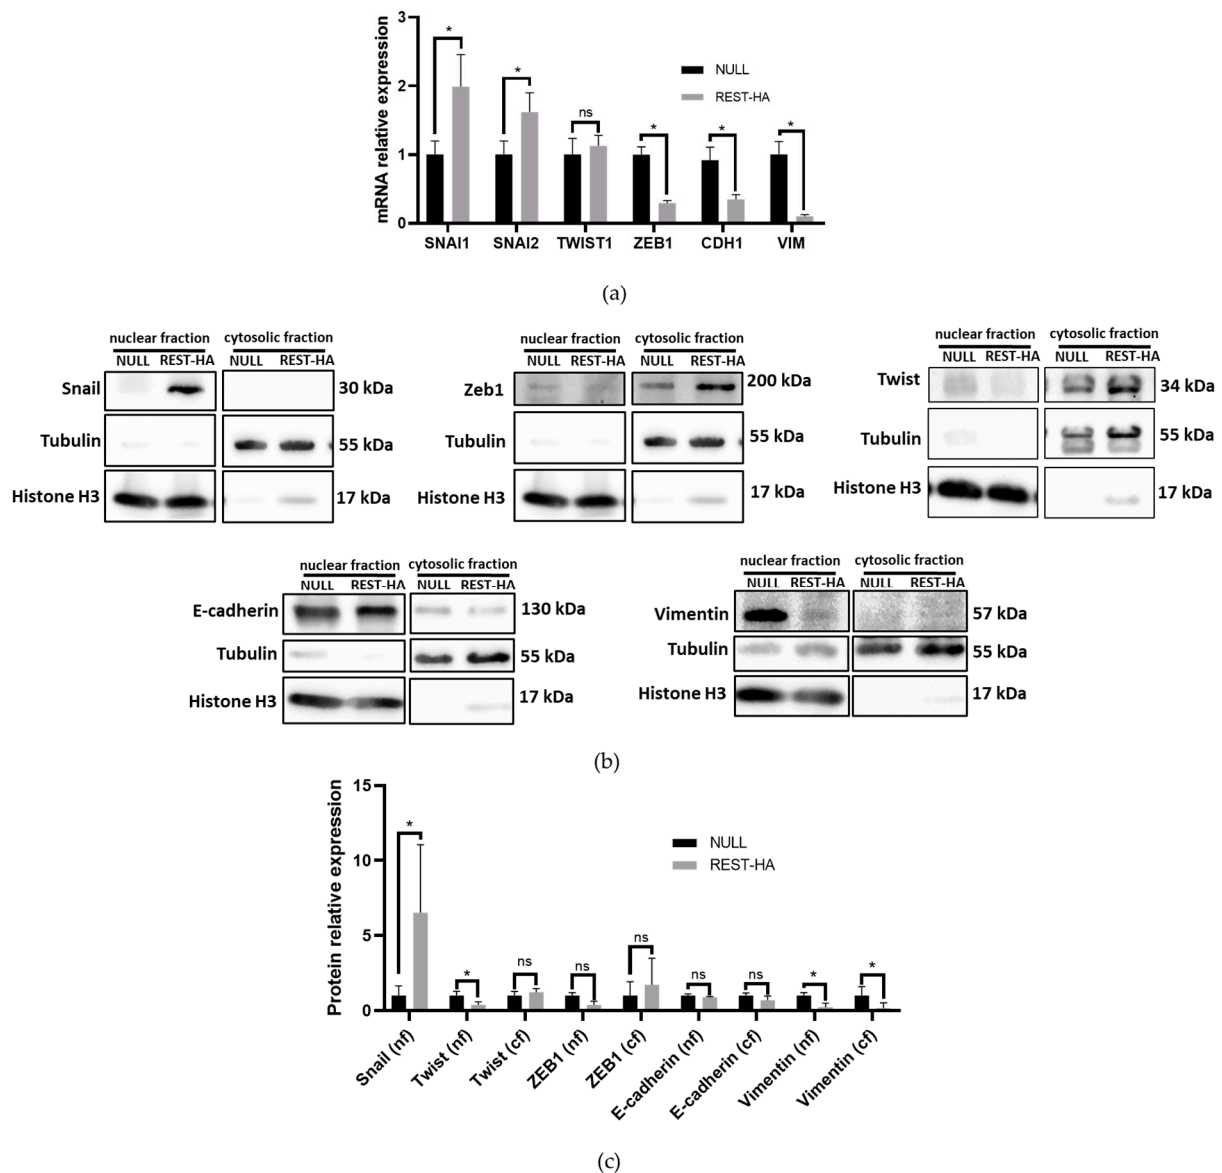 3
2
1
0
mRNA relative expression
*
*
ns
*
*
*
NULL
REST-HA
SNAI1 SNAI2 TWIST1 ZEB1 CDH1 VIM
(a)
nuclear fraction cytosolic fraction
NULL REST-HA NULL REST-HA
Snail 30 kDa
Tubulin 55 kDa
Histone H3 17 kDa
nuclear fraction cytosolic fraction
NULL REST-HA NULL REST-HA
Zeb1 200 kDa
Tubulin 55 kDa
Histone H3 17 kDa
nuclear fraction cytosolic fraction
NULL REST-HA NULL REST-HA
Twist 34 kDa
Tubulin 55 kDa
Histone H3 17 kDa
nuclear fraction cytosolic fraction
NULL REST-HA NULL REST-HA
E-cadherin 130 kDa
Tubulin 55 kDa
Histone H3 17 kDa
nuclear fraction cytosolic fraction
NULL REST-HA NULL REST-HA
Vimentin 57 kDa
Tubulin 55 kDa
Histone H3 17 kDa
(b)
15
10
5
0
Protein relative expression
*
*
ns
ns
ns
ns
ns
*
*
NULL
REST-HA
Snail (nf)
Twist (nf)
Twist (cf)
ZEB1 (nf)
ZEB1 (cf)
E-cadherin (nf)
E-cadherin (cf)
Vimentin (nf)
Vimentin (cf)
(c)